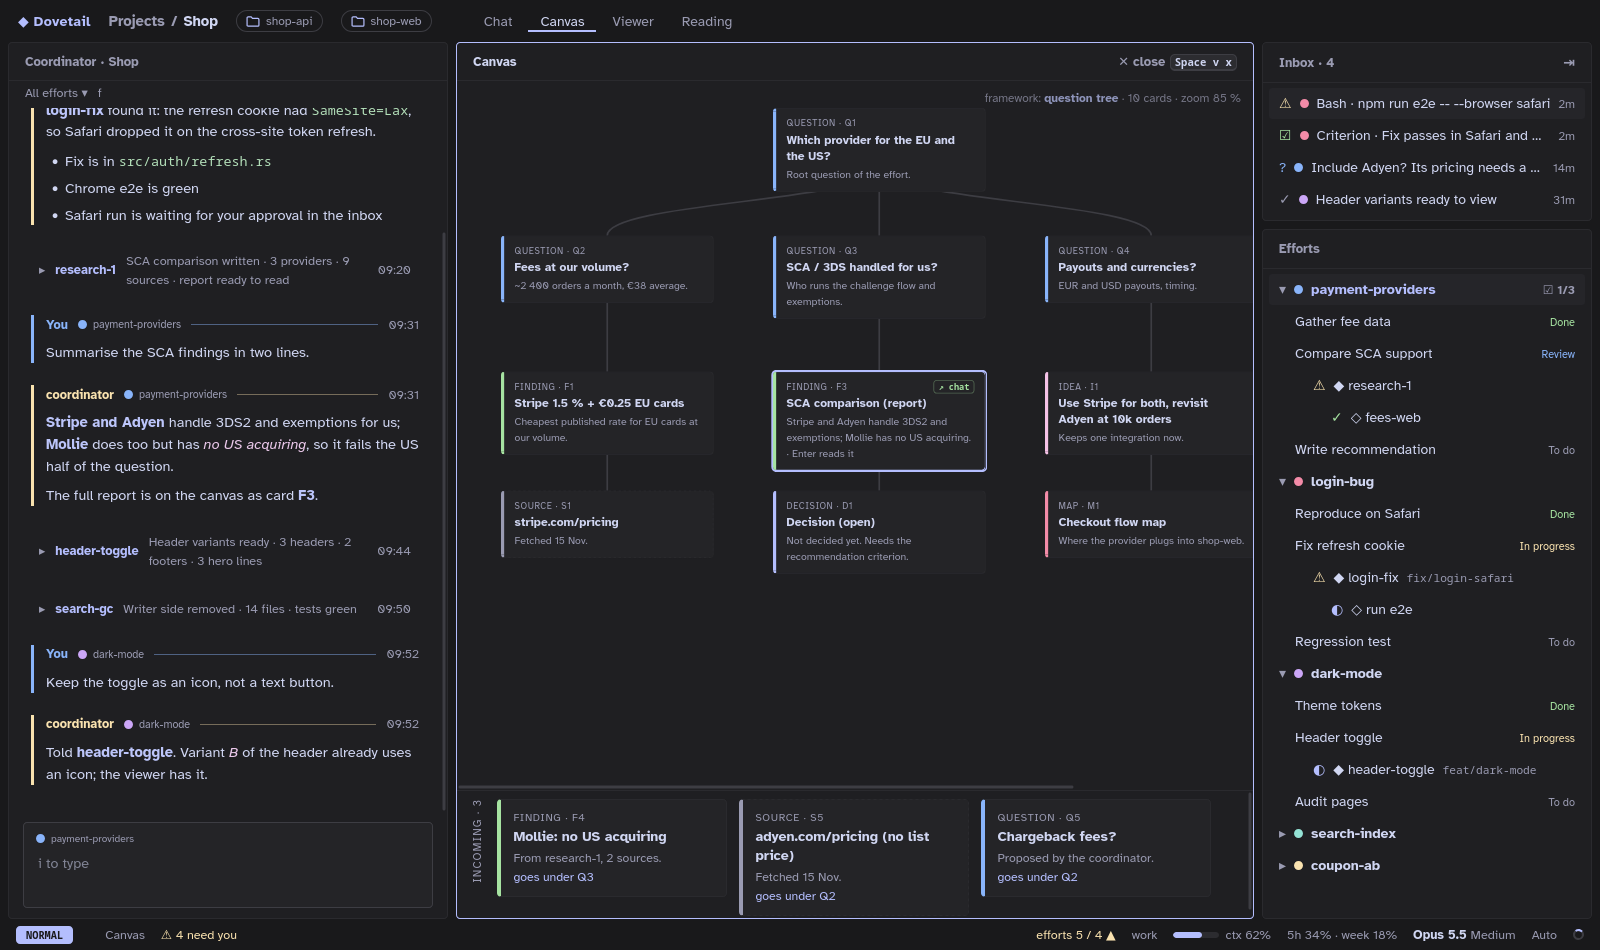 ◆ Dovetail Projects / Shop shop-api shop-web Chat Canvas Viewer Reading
Coordinator · Shop
All efforts ▾ f
login-fix found it: the refresh cookie had SameSite=Lax,
so Safari dropped it on the cross-site token refresh.
• Fix is in src/auth/refresh.rs
• Chrome e2e is green
• Safari run is waiting for your approval in the inbox
▸ research-1 SCA comparison written · 3 providers · 9 09:20
sources · report ready to read
You payment-providers 09:31
Summarise the SCA findings in two lines.
coordinator payment-providers 09:31
Stripe and Adyen handle 3DS2 and exemptions for us;
Mollie does too but has no US acquiring, so it fails the US
half of the question.
The full report is on the canvas as card F3.
▸ header-toggle Header variants ready · 3 headers · 2 09:44
footers · 3 hero lines
▸ search-gc Writer side removed · 14 files · tests green 09:50
You dark-mode 09:52
Keep the toggle as an icon, not a text button.
coordinator dark-mode 09:52
Told header-toggle. Variant B of the header already uses
an icon; the viewer has it.
payment-providers
i to type
Canvas ✕ close Space v x
framework: question tree · 10 cards · zoom 85 %
QUESTION · Q1
Which provider for the EU and
the US?
Root question of the effort.
QUESTION · Q2
Fees at our volume?
~2 400 orders a month, €38 average.
QUESTION · Q3
SCA / 3DS handled for us?
Who runs the challenge flow and
exemptions.
QUESTION · Q4
Payouts and currencies?
EUR and USD payouts, timing.
FINDING · F1
Stripe 1.5 % + €0.25 EU cards
Cheapest published rate for EU cards at
our volume.
FINDING · F3 ↗ chat
SCA comparison (report)
Stripe and Adyen handle 3DS2 and
exemptions; Mollie has no US acquiring.
· Enter reads it
IDEA · I1
Use Stripe for both, revisit
Adyen at 10k orders
Keeps one integration now.
SOURCE · S1
stripe.com/pricing
Fetched 15 Nov.
DECISION · D1
Decision (open)
Not decided yet. Needs the
recommendation criterion.
MAP · M1
Checkout flow map
Where the provider plugs into shop-web.
INCOMING · 3
FINDING · F4
Mollie: no US acquiring
From research-1, 2 sources.
goes under Q3
SOURCE · S5
adyen.com/pricing (no list
price)
Fetched 15 Nov.
goes under Q2
QUESTION · Q5
Chargeback fees?
Proposed by the coordinator.
goes under Q2
Inbox · 4 ⇥
⚠ Bash · npm run e2e -- --browser safari 2m
☑ Criterion · Fix passes in Safari and ... 2m
? Include Adyen? Its pricing needs a ... 14m
✓ Header variants ready to view 31m
Efforts
▾ payment-providers ☑ 1/3
Gather fee data Done
Compare SCA support Review
⚠ ◆ research-1
✓ ◇ fees-web
Write recommendation To do
▾ login-bug
Reproduce on Safari Done
Fix refresh cookie In progress
⚠ ◆ login-fix fix/login-safari
◐ ◇ run e2e
Regression test To do
▾ dark-mode
Theme tokens Done
Header toggle In progress
◐ ◆ header-toggle feat/dark-mode
Audit pages To do
▸ search-index
▸ coupon-ab
NORMAL Canvas ⚠ 4 need you efforts 5 / 4 ▲ work ctx 62% 5h 34% · week 18% Opus 5.5 Medium Auto